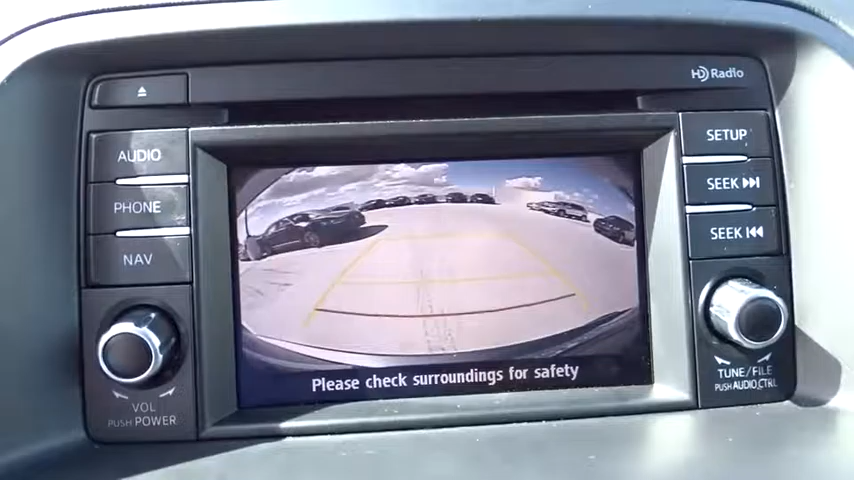 HD Radio
AUDIO
PHONE
NAV
VOL
PUSH POWER
Please check surroundings for safety
SETUP
SEEK
SEEK
TUNE/FILE
PUSH AUDIO CTRL